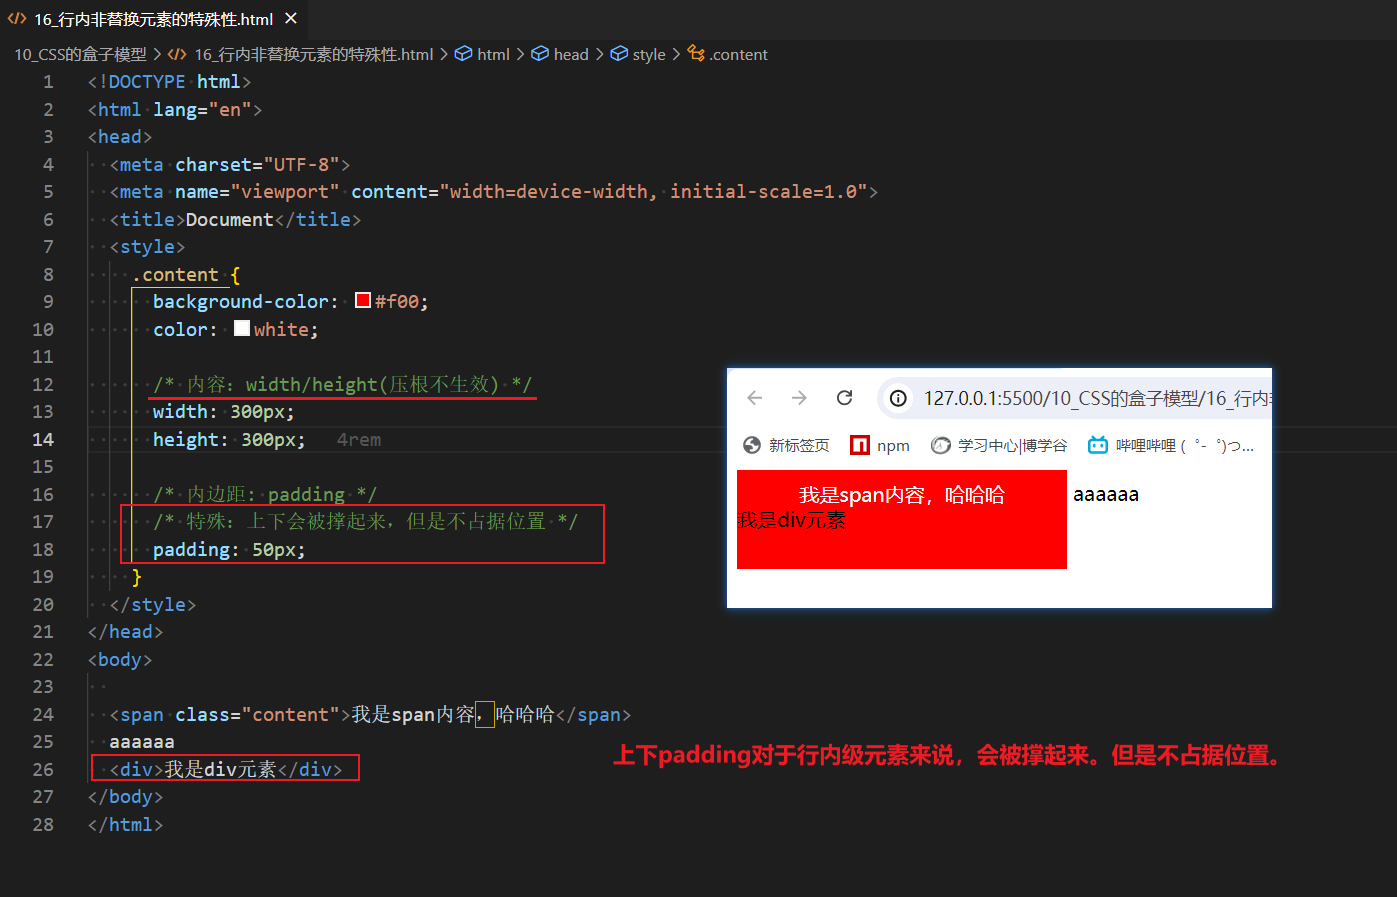 16_行内非替换元素的特殊性.html
10_CSS的盒子模型 > 16_行内非替换元素的特殊性.html > html > head > style > .content
1 <!DOCTYPE html>
2 <html lang="en">
3 <head>
4 <meta charset="UTF-8">
5 <meta name="viewport" content="width=device-width, initial-scale=1.0">
6 <title>Document</title>
7 <style>
8 .content {
9 background-color: #f00;
10 color: white;
11
12 /* 内容: width/height(压根不生效) */
13 width: 300px;
14 height: 300px; 4rem
15
16 /* 内边距: padding */
17 /* 特殊: 上下会被撑起来, 但是不占据位置 */
18 padding: 50px;
19 }
20 </style>
21 </head>
22 <body>
23
24 <span class="content">我是span内容，哈哈哈</span>
25 aaaaaa
26 <div>我是div元素</div>
27 </body>
28 </html>
127.0.0.1:5500/10_CSS的盒子模型/16_行内
新标签页 npm 学习中心|博学谷 哔哩哔哩 ( ゜- ゜)つ...
我是span内容，哈哈哈 aaaaaa
我是div元素
上下padding对于行内级元素来说，会被撑起来。但是不占据位置。